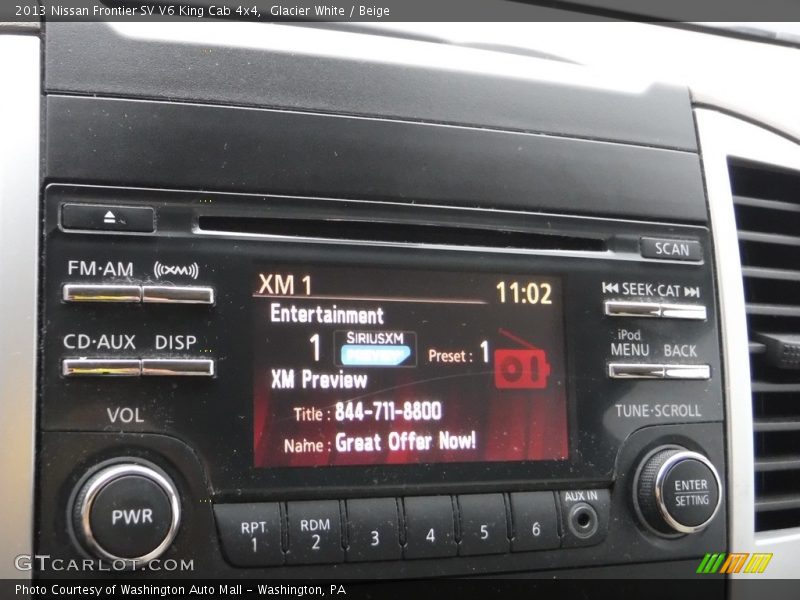 2013 Nissan Frontier SV V6 King Cab 4x4,  Glacier White / Beige
SCAN
FM·AM ((XM))
SEEK·CAT
CD·AUX DISP
iPod
MENU BACK
XM 1 11:02
Entertainment
1 SIRIUSXM Preset : 1
PREVIEW
XM Preview
Title : 844-711-8800
Name : Great Offer Now!
VOL
TUNE·SCROLL
PWR
ENTER
SETTING
RPT
1
RDM
2
3
4
5
6
AUX IN
GTCARLOT.COM
Photo Courtesy of Washington Auto Mall - Washington, PA